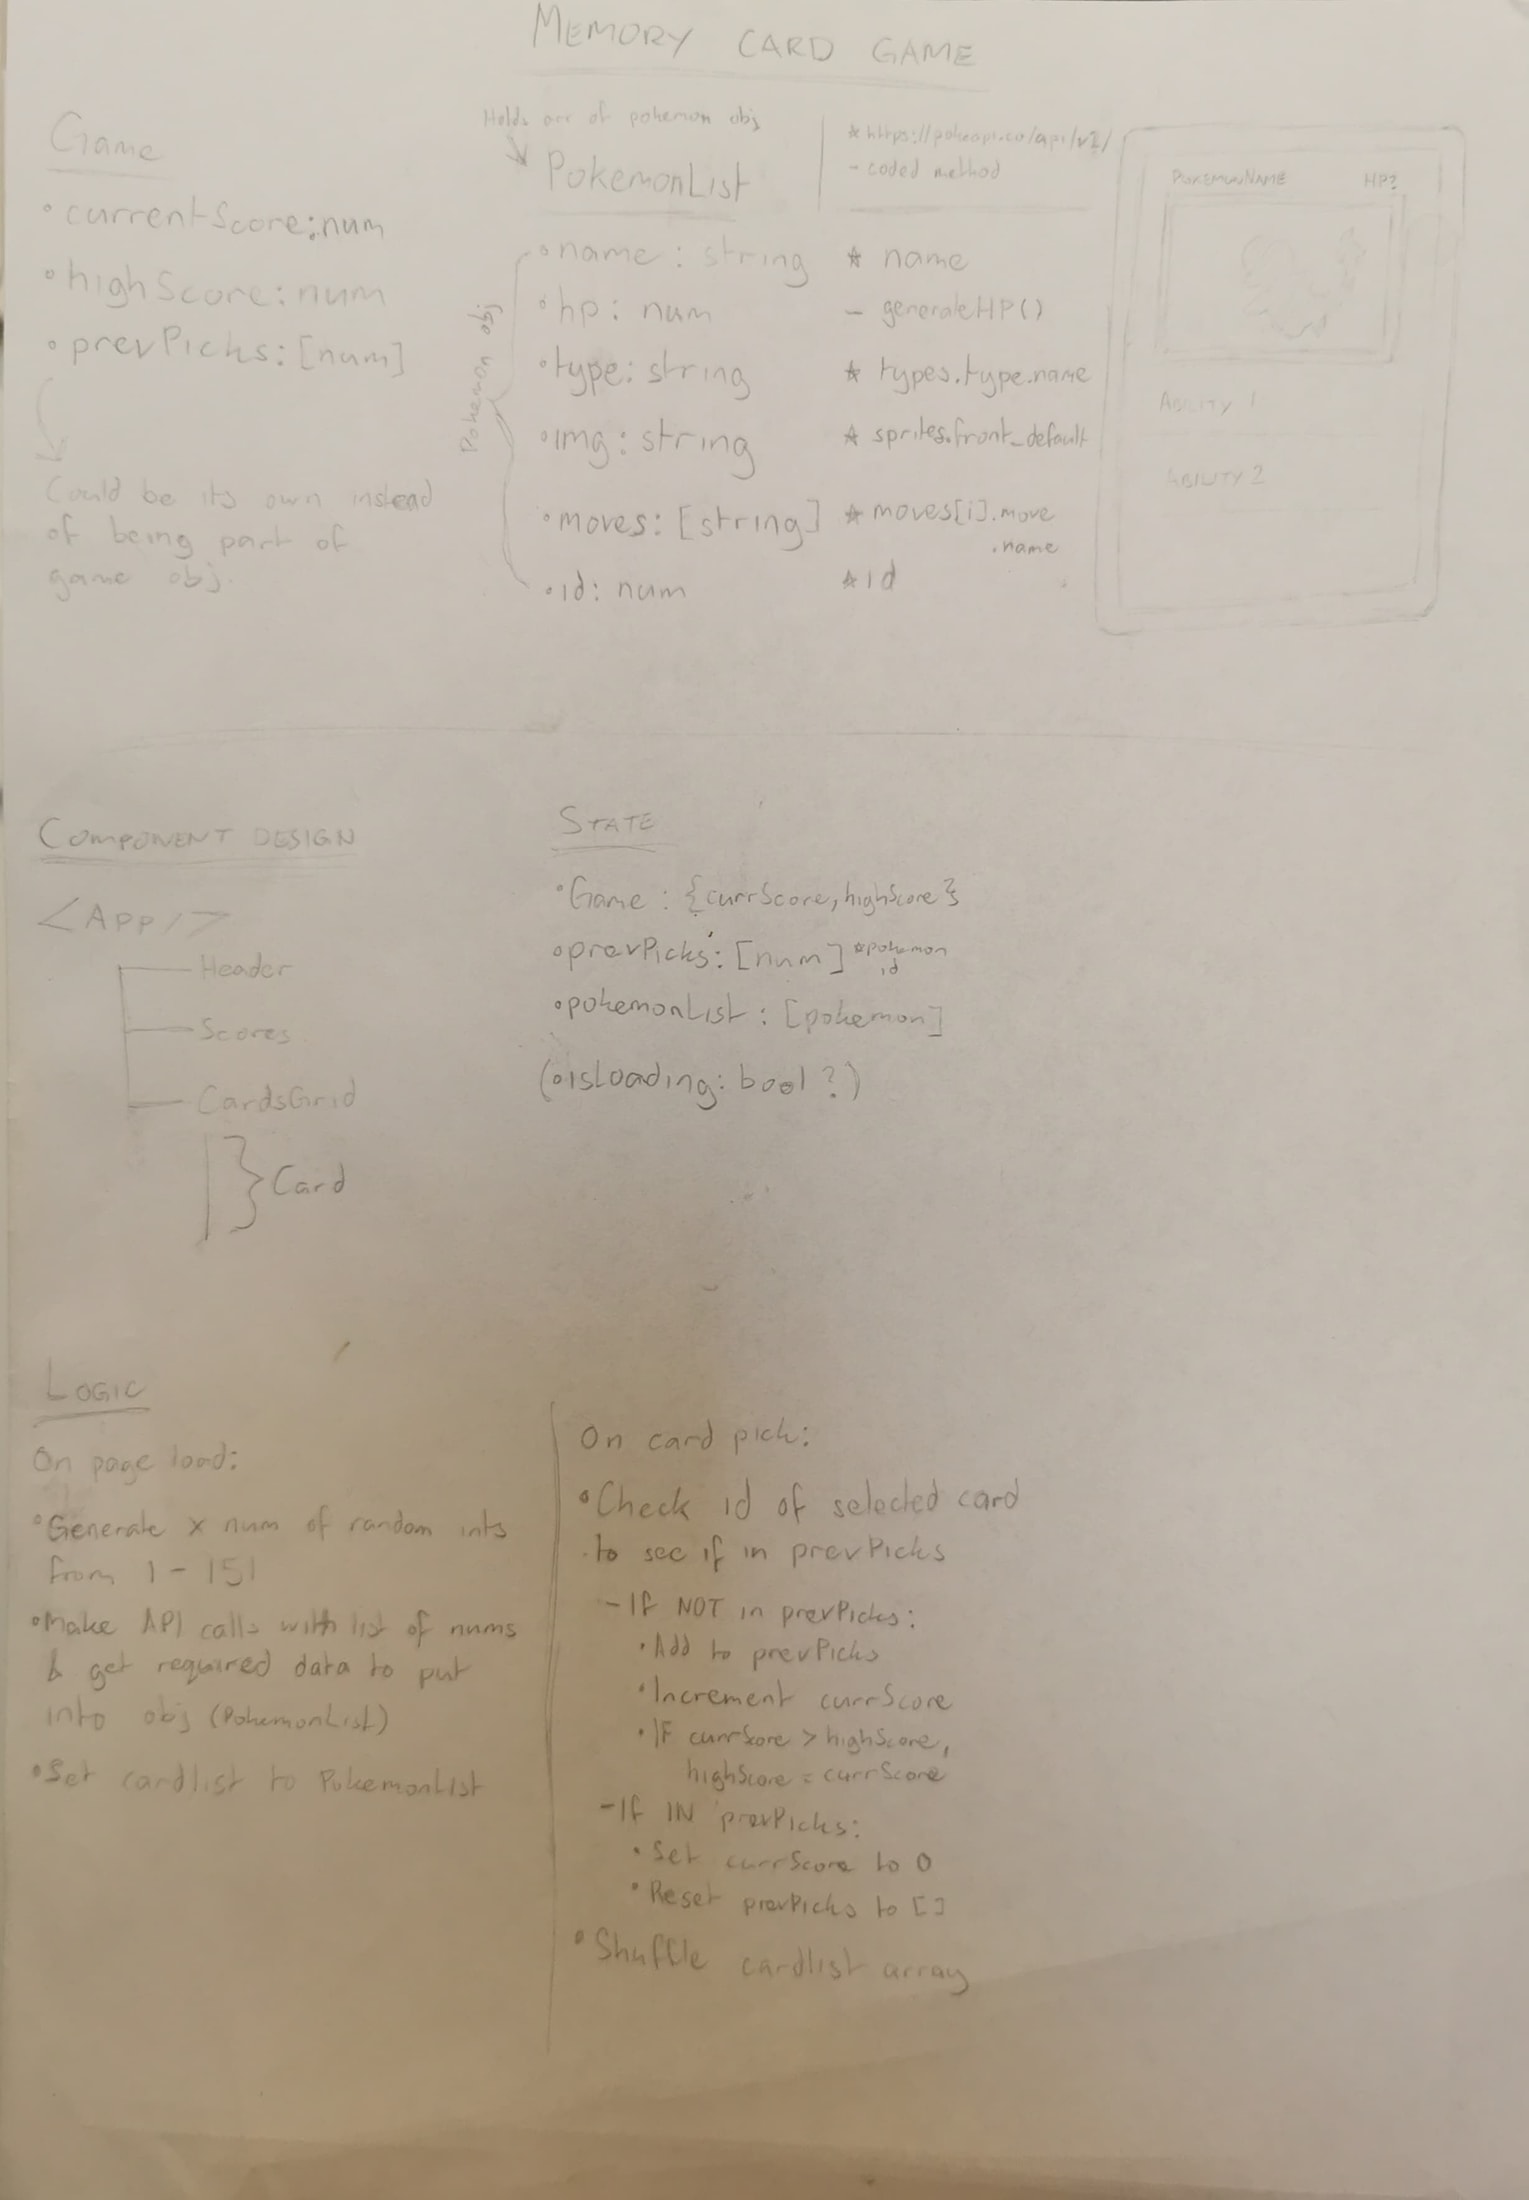 MEMORY CARD GAME
Game
• currentScore: num
• highScore: num
• prevPicks: [num]
Could be its own instead
of being part of
game obj.
Holds arr of pokemon obj
PokemonList
Pokemon obj
• name: string
• hp: num
• type: string
• img: string
• moves: [string]
• id: num
* https://pokeapi.co/api/v2/
- coded method
* name
- generateHP()
* types.type.name
* sprites.front_default
* moves[i].move
.name
* id
POKEMONNAME HP?
ABILITY 1
ABILITY 2
COMPONENT DESIGN
<APP/>
Header
Scores
CardsGrid
} Card
STATE
• Game: {currScore, highScore}
• prevPicks: [num] *pokemon
id
• pokemonList: [pokemon]
(• isLoading: bool?)
LOGIC
On page load:
• Generate x num of random ints
from 1-151
• Make API calls with list of nums
& get required data to put
into obj (PokemonList)
• Set cardlist to PokemonList
On card pick:
• Check id of selected card
to see if in prevPicks
- If NOT in prevPicks:
• Add to prevPicks
• Increment currScore
• IF currScore > highScore,
highScore = currScore
- If IN prevPicks:
• Set currScore to 0
• Reset prevPicks to []
• Shuffle cardlist array